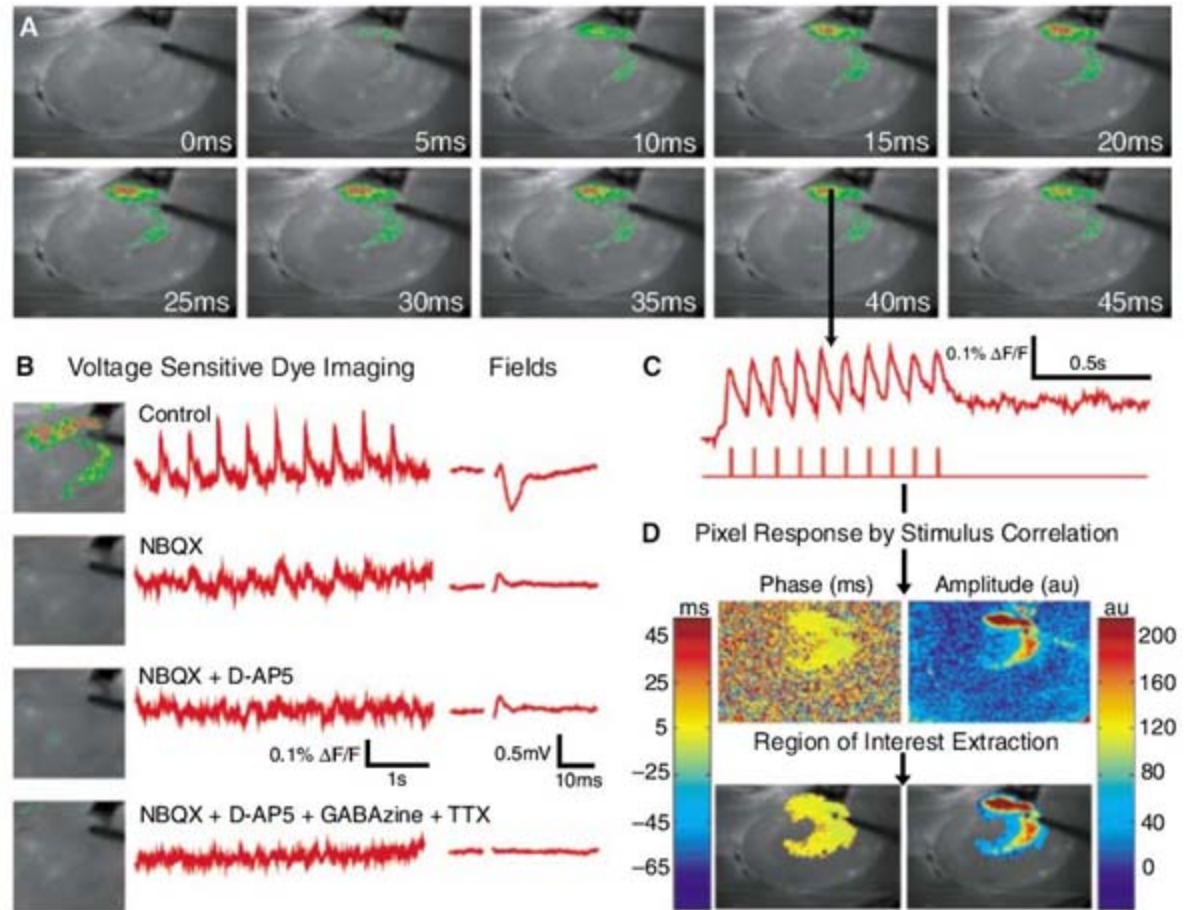 A
0ms
5ms
10ms
15ms
20ms
25ms
30ms
35ms
40ms
45ms
B Voltage Sensitive Dye Imaging Fields
Control
NBQX
NBQX + D-AP5
0.1% ΔF/F
1s
0.5mV
10ms
NBQX + D-AP5 + GABAzine + TTX
C
0.1% ΔF/F
0.5s
D Pixel Response by Stimulus Correlation
Phase (ms) Amplitude (au)
ms
45
25
5
−25
−45
−65
au
200
160
120
80
40
0
Region of Interest Extraction